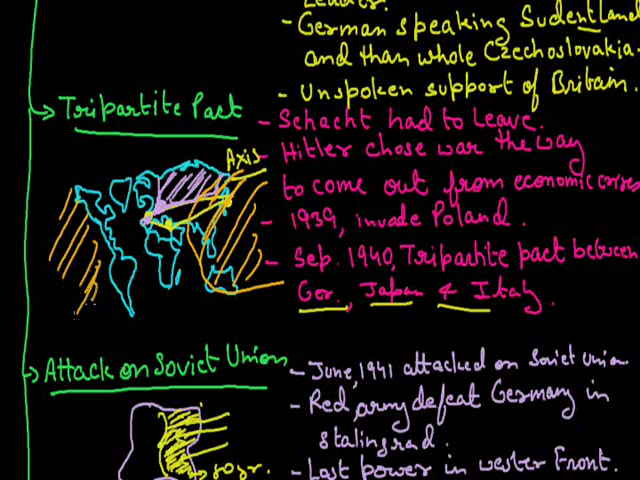 Leader.
- German speaking Sudentland
and than whole Czechoslovakia.
- Unspoken support of Britain.
Tripartite Pact
- Schacht had to leave.
- Hitler chose war the way
to come out from economic crises
- 1939, invade Poland.
- Sep. 1940, Tripartite pact between
Ger., Japan & Italy.
Axis
Attack on Soviet Union
- June, 1941 attacked on Soviet Union.
- Red army defeat Germany in
stalingrad.
- Last power in wester Front.